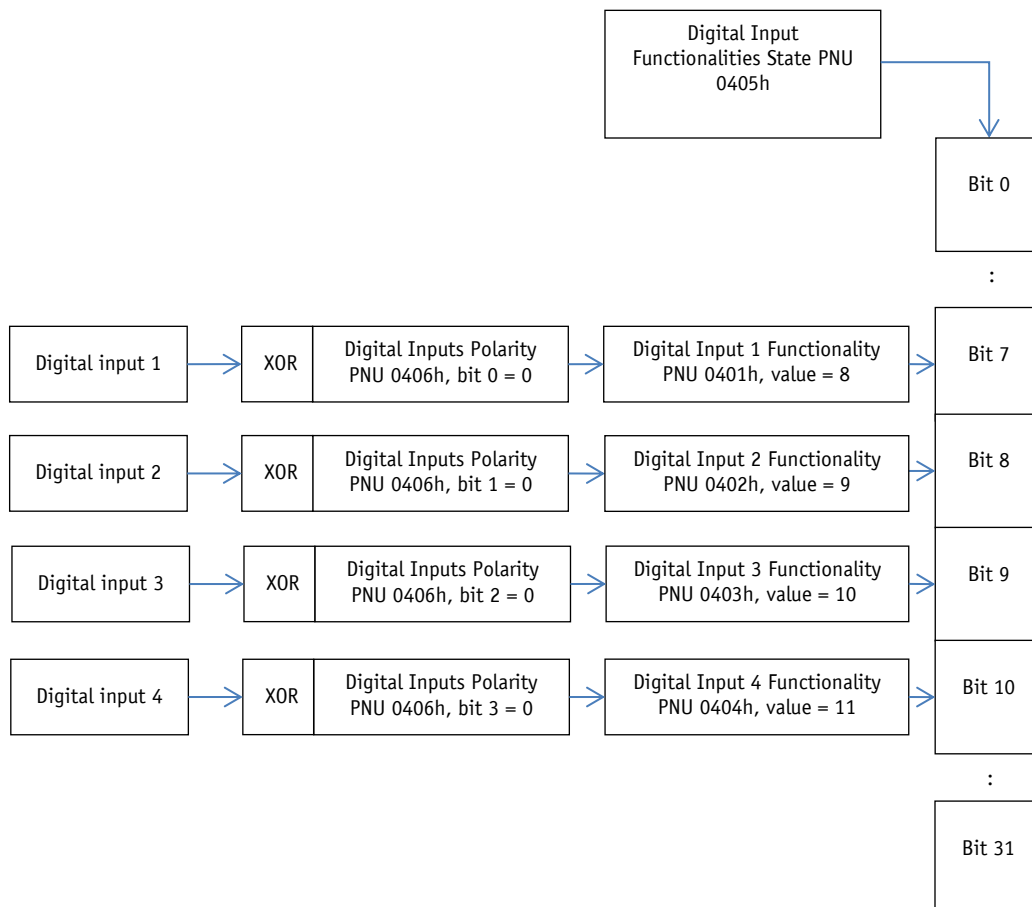 Digital Input
Functionalities State PNU
0405h
Bit 0
:
Digital input 1
XOR
Digital Inputs Polarity
PNU 0406h, bit 0 = 0
Digital Input 1 Functionality
PNU 0401h, value = 8
Bit 7
Digital input 2
XOR
Digital Inputs Polarity
PNU 0406h, bit 1 = 0
Digital Input 2 Functionality
PNU 0402h, value = 9
Bit 8
Digital input 3
XOR
Digital Inputs Polarity
PNU 0406h, bit 2 = 0
Digital Input 3 Functionality
PNU 0403h, value = 10
Bit 9
Digital input 4
XOR
Digital Inputs Polarity
PNU 0406h, bit 3 = 0
Digital Input 4 Functionality
PNU 0404h, value = 11
Bit 10
:
Bit 31